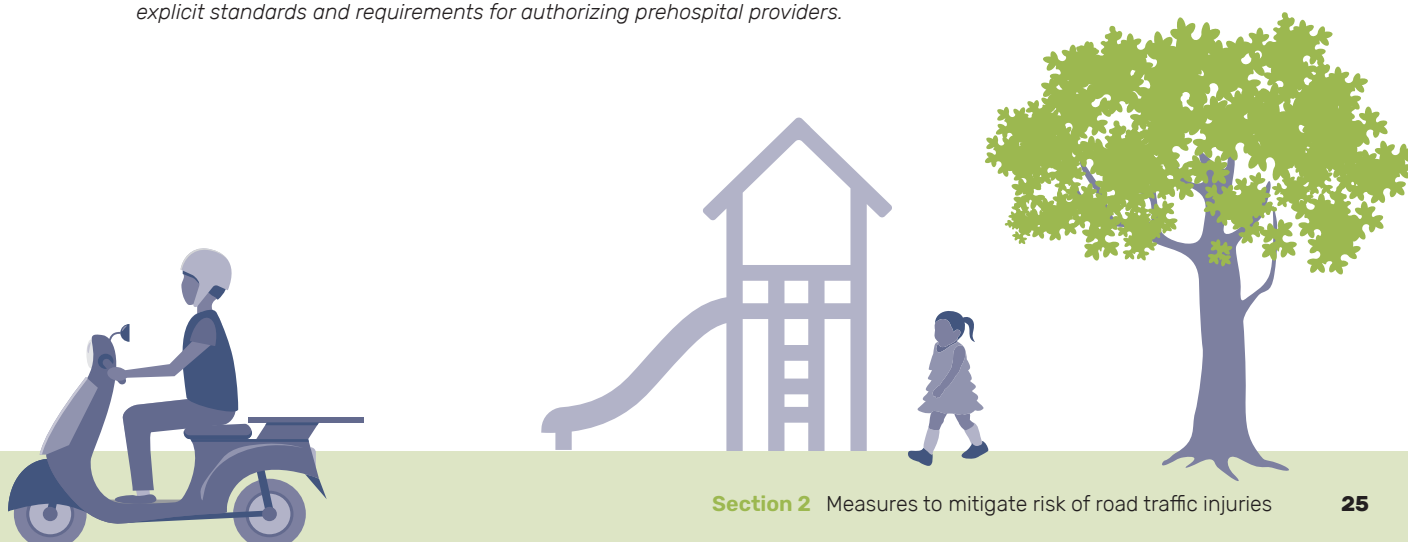 explicit standards and requirements for authorizing prehospital providers.
Section 2 Measures to mitigate risk of road traffic injuries 25